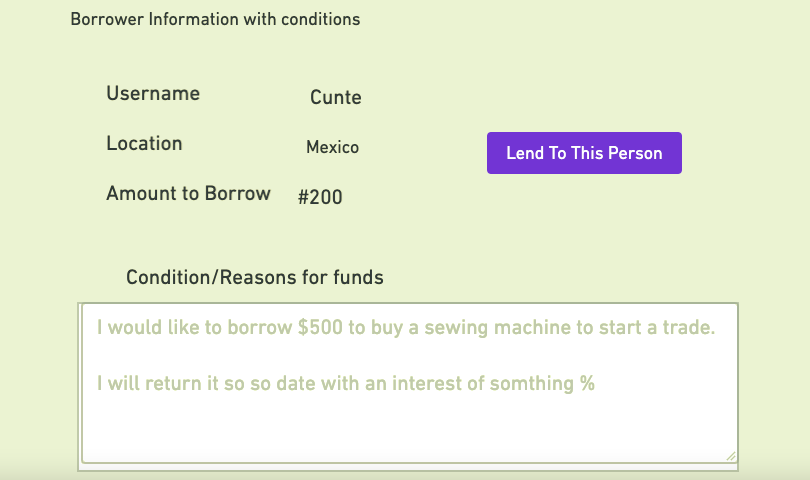 Borrower Information with conditions
Username Cunte
Location Mexico
Lend To This Person
Amount to Borrow #200
Condition/Reasons for funds
I would like to borrow $500 to buy a sewing machine to start a trade.
I will return it so so date with an interest of somthing %